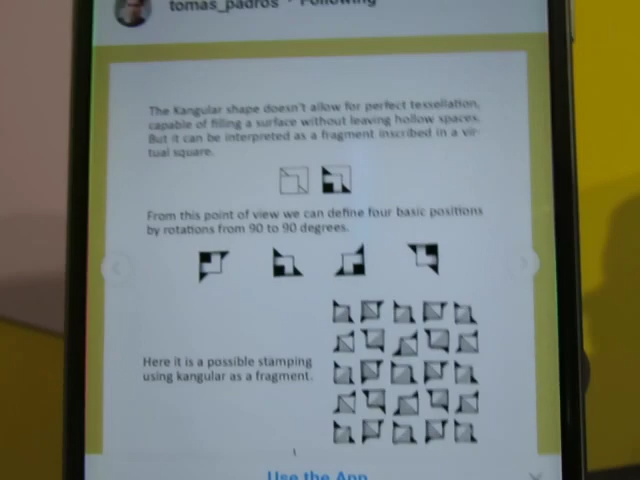 tomas_padros • Following
The Kangular shape doesn't allow for perfect tessellation,
capable of filling a surface without leaving hollow spaces.
But it can be interpreted as a fragment inscribed in a vir-
tual square.
From this point of view we can define four basic positions
by rotations from 90 to 90 degrees.
Here it is a possible stamping
using kangular as a fragment.
Use the App